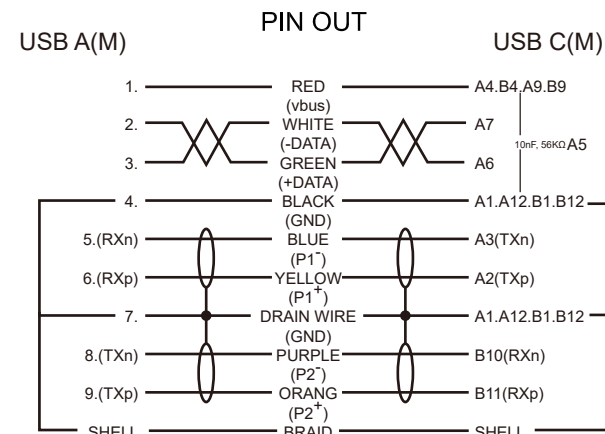 PIN OUT
USB A(M) USB C(M)
1. RED A4.B4.A9.B9
(vbus)
2. WHITE A7
(-DATA)
10nF, 56KΩ A5
3. GREEN A6
(+DATA)
4. BLACK A1.A12.B1.B12
(GND)
5.(RXn) BLUE A3(TXn)
(P1-)
6.(RXp) YELLOW A2(TXp)
(P1+)
7. DRAIN WIRE A1.A12.B1.B12
(GND)
8.(TXn) PURPLE B10(RXn)
(P2-)
9.(TXp) ORANG B11(RXp)
(P2+)
SHELL BRAID SHELL